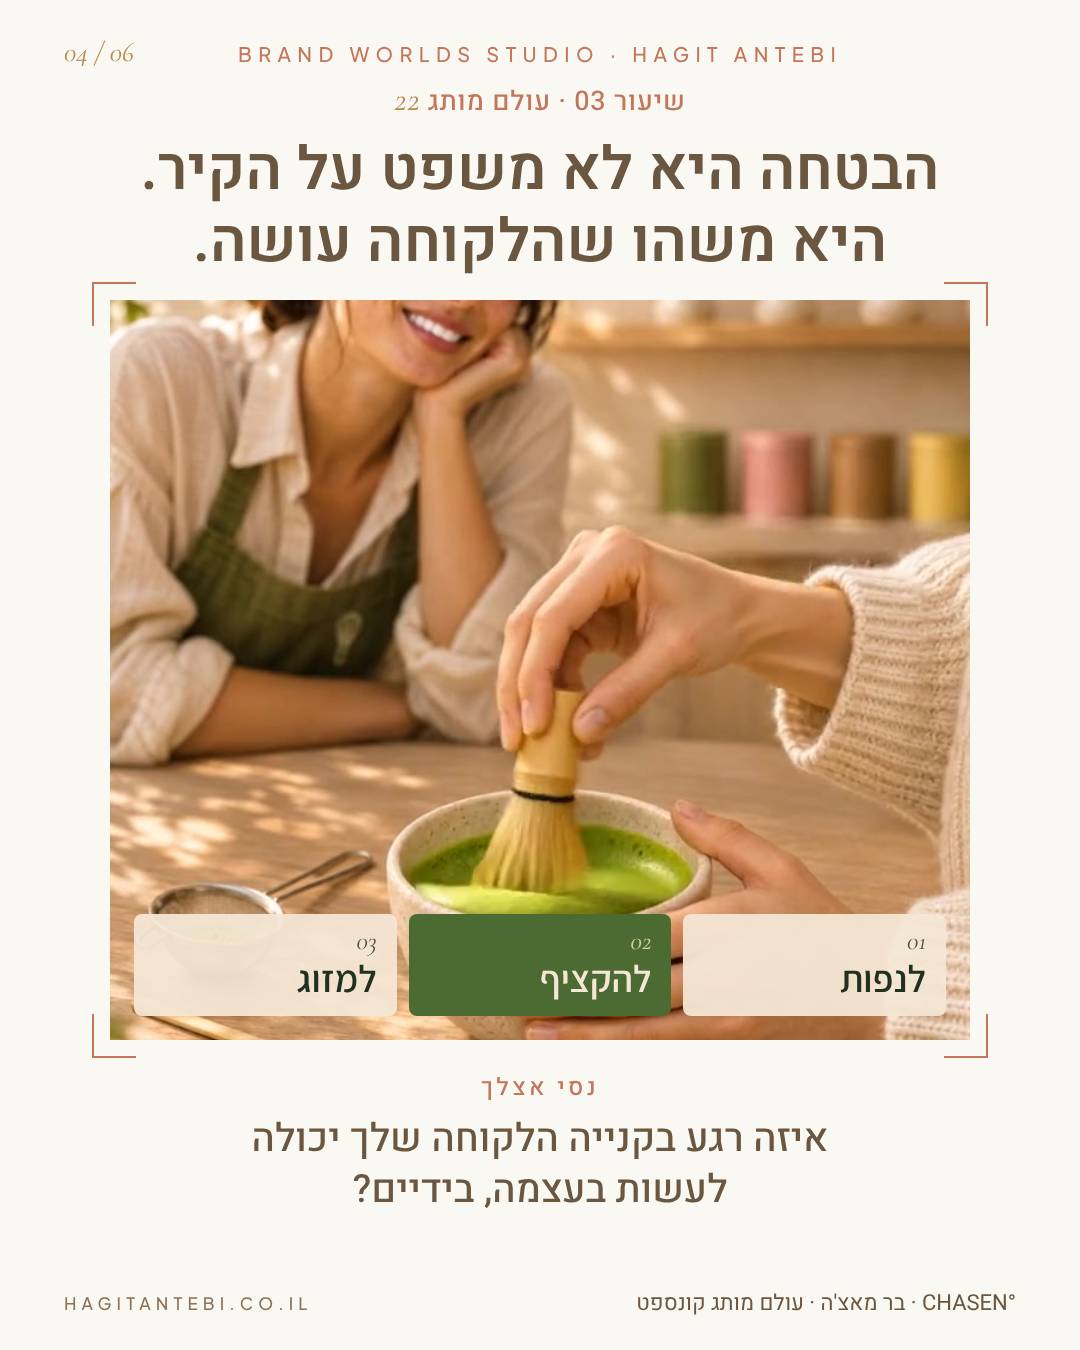 04 / 06
BRAND WORLDS STUDIO · HAGIT ANTEBI
שיעור 03 · עולם מותג 22
הבטחה היא לא משפט על הקיר.
היא משהו שהלקוחה עושה.
01
לנפות
02
להקציף
03
למזוג
נסי אצלך
איזה רגע בקנייה הלקוחה שלך יכולה
לעשות בעצמה, בידיים?
CHASEN° · בר מאצ'ה · עולם מותג קונספט
HAGITANTEBI.CO.IL